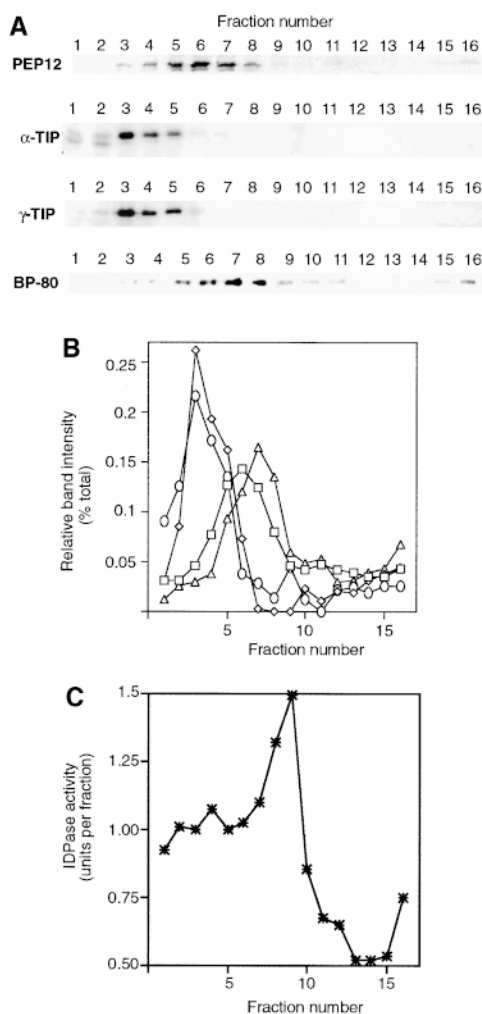 A
Fraction number
1 2 3 4 5 6 7 8 9 10 11 12 13 14 15 16
PEP12
1 2 3 4 5 6 7 8 9 10 11 12 13 14 15 16
α-TIP
1 2 3 4 5 6 7 8 9 10 11 12 13 14 15 16
γ-TIP
1 2 3 4 5 6 7 8 9 10 11 12 13 14 15 16
BP-80
B
0.25
0.2
0.15
0.1
0.05
Relative band intensity
(% total)
5 10 15
Fraction number
C
1.5
1.25
1.00
0.75
0.50
IDPase activity
(units per fraction)
5 10 15
Fraction number